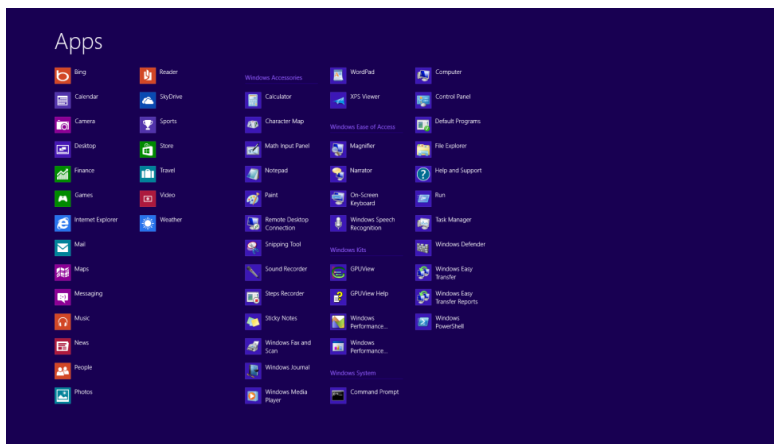 Apps
Bing
Calendar
Camera
Desktop
Finance
Games
Internet Explorer
Mail
Maps
Messaging
Music
News
People
Photos
Reader
SkyDrive
Sports
Store
Travel
Video
Weather
Windows Accessories
Calculator
Character Map
Math Input Panel
Notepad
Paint
Remote Desktop
Connection
Snipping Tool
Sound Recorder
Steps Recorder
Sticky Notes
Windows Fax and
Scan
Windows Journal
Windows Media
Player
WordPad
XPS Viewer
Windows Ease of Access
Magnifier
Narrator
On-Screen
Keyboard
Windows Speech
Recognition
Windows Kits
GPUView
GPUView Help
Windows
Performance...
Windows
Performance...
Windows System
Command Prompt
Computer
Control Panel
Default Programs
File Explorer
Help and Support
Run
Task Manager
Windows Defender
Windows Easy
Transfer
Windows Easy
Transfer Reports
Windows
PowerShell